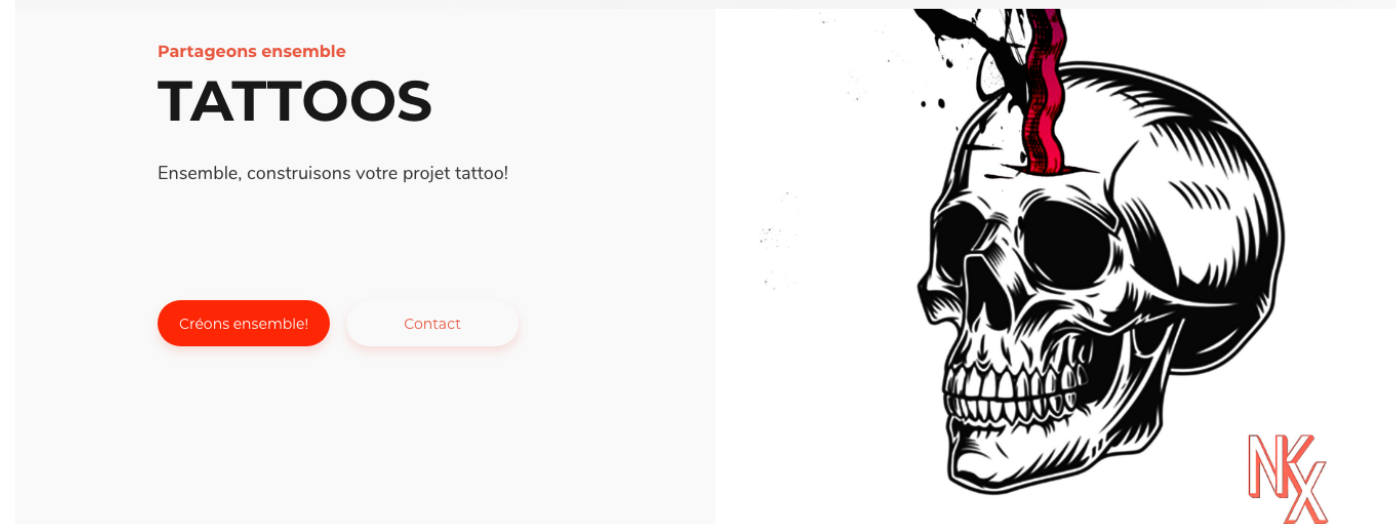 Partageons ensemble
TATTOOS
Ensemble, construisons votre projet tattoo!
Créons ensemble!
Contact
NKX